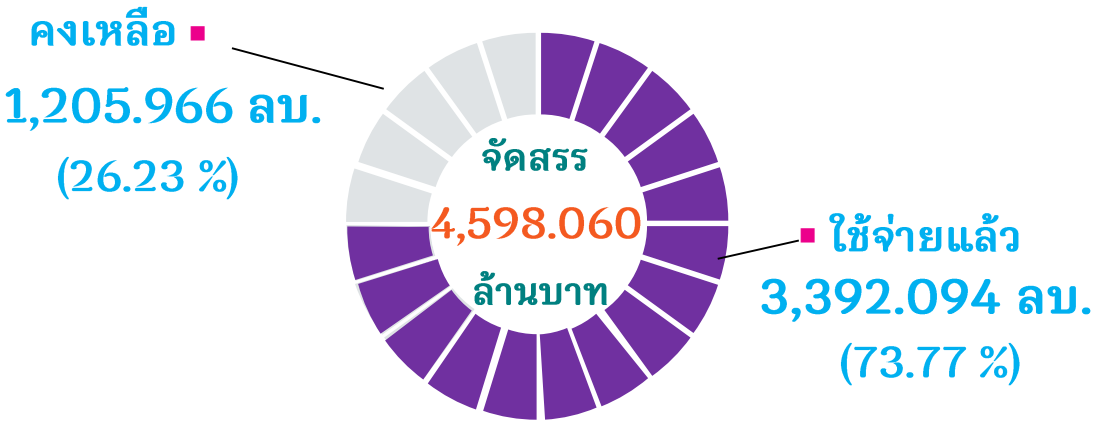 คงเหลือ
1,205.966 ลบ.
(26.23 %)
จัดสรร
4,598.060
ล้านบาท
ใช้จ่ายแล้ว
3,392.094 ลบ.
(73.77 %)